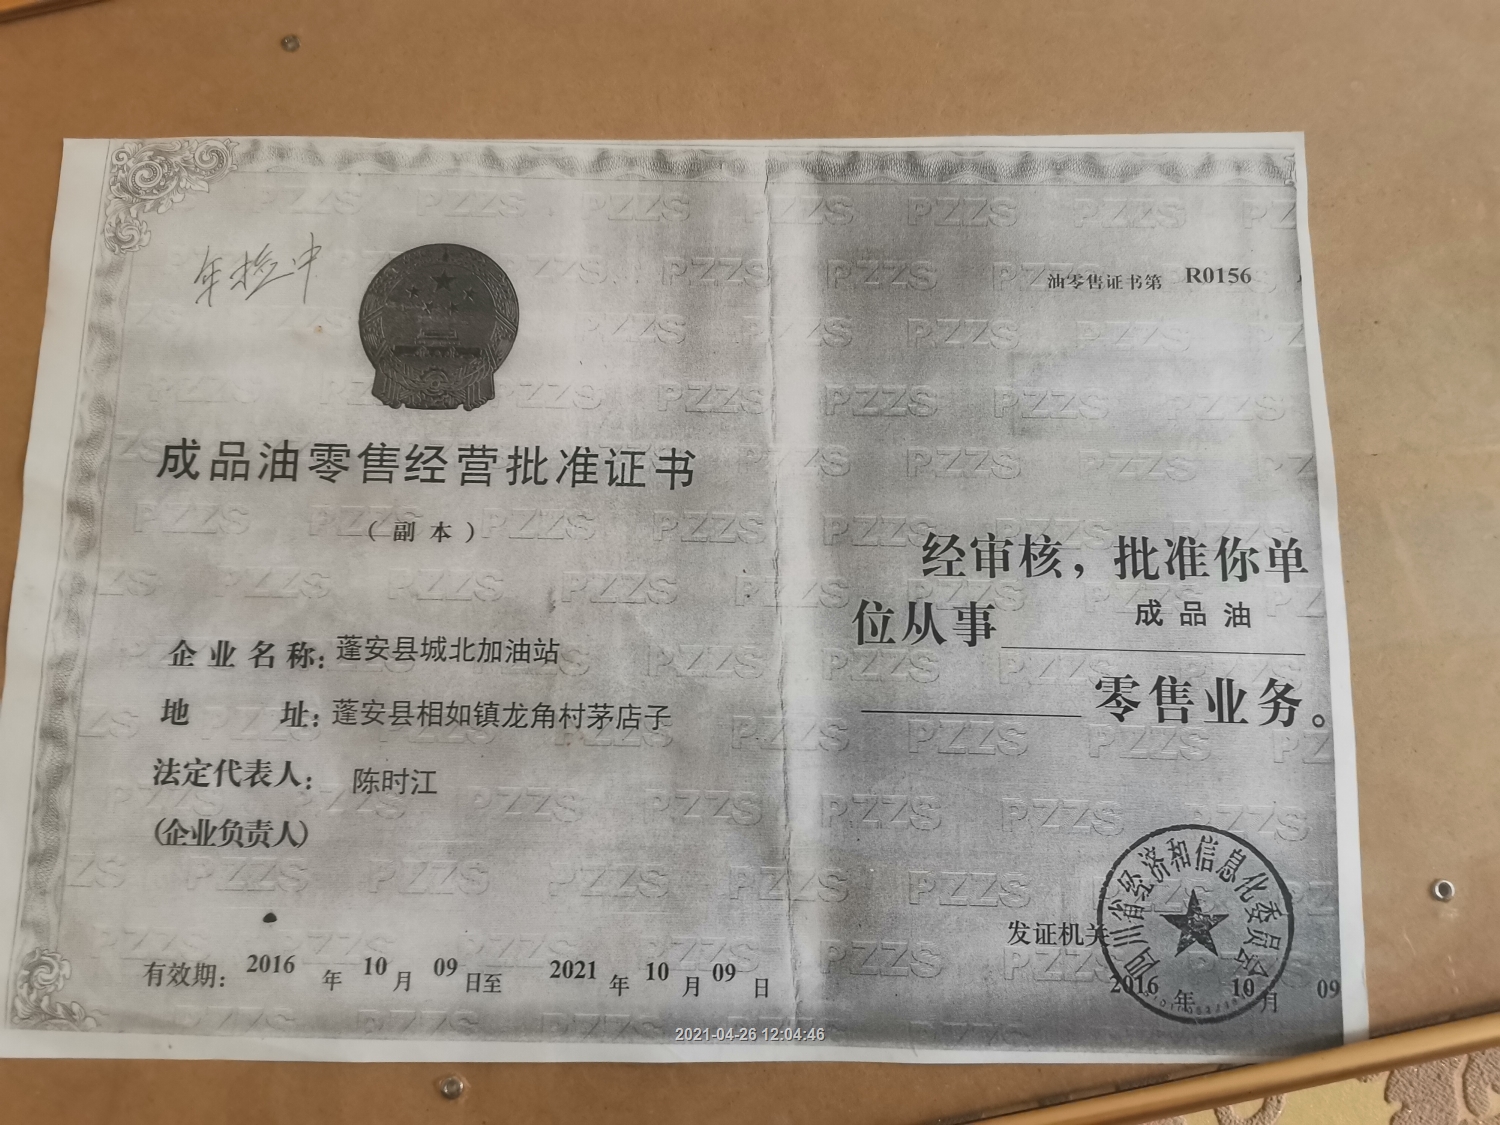 年检中
油零售证书第 R0156
成品油零售经营批准证书
(副本)
企业名称: 蓬安县城北加油站
地 址: 蓬安县相如镇龙角村茅店子
法定代表人: 陈时江
(企业负责人)
有效期: 2016 年 10 月 09 日至 2021 年 10 月 09 日
经审核,批准你单
位从事 成品油
零售业务。
四川省经济和信息化委员会
发证机关
2016 年 10 月 09
PZZS
2021-04-26 12:04:46